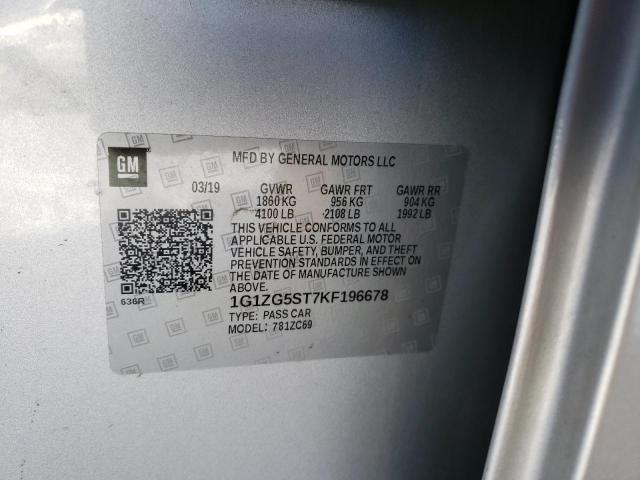 GM
MFD BY GENERAL MOTORS LLC
03/19 GVWR GAWR FRT GAWR RR
1860 KG 956 KG 904 KG
4100 LB 2108 LB 1992 LB
THIS VEHICLE CONFORMS TO ALL
APPLICABLE U.S. FEDERAL MOTOR
VEHICLE SAFETY, BUMPER, AND THEFT
PREVENTION STANDARDS IN EFFECT ON
THE DATE OF MANUFACTURE SHOWN
ABOVE.
636R
1G1ZG5ST7KF196678
TYPE: PASS CAR
MODEL: 781ZC69